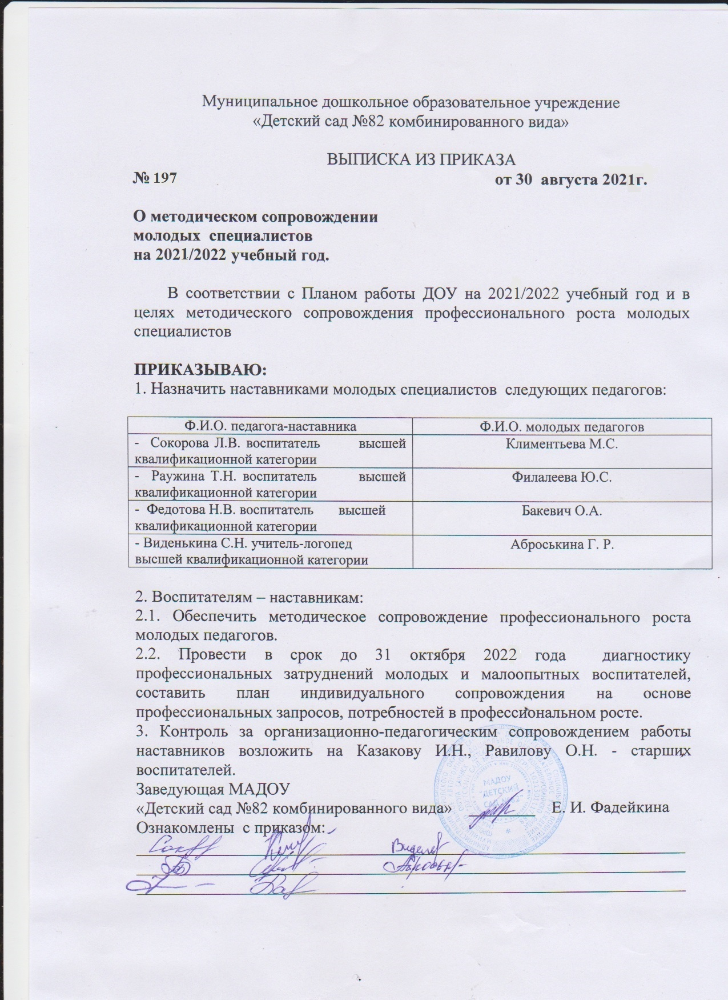 Муниципальное дошкольное образовательное учреждение
«Детский сад №82 комбинированного вида»
ВЫПИСКА ИЗ ПРИКАЗА
№ 197 от 30 августа 2021г.
О методическом сопровождении
молодых специалистов
на 2021/2022 учебный год.
В соответствии с Планом работы ДОУ на 2021/2022 учебный год и в
целях методического сопровождения профессионального роста молодых
специалистов
ПРИКАЗЫВАЮ:
1. Назначить наставниками молодых специалистов следующих педагогов:
Ф.И.О. педагога-наставника Ф.И.О. молодых педагогов
- Сокорова Л.В. воспитатель высшей Климентьева М.С.
квалификационной категории
- Раужина Т.Н. воспитатель высшей Филалеева Ю.С.
квалификационной категории
- Федотова Н.В. воспитатель высшей Бакевич О.А.
квалификационной категории
- Виденькина С.Н. учитель-логопед Аброськина Г. Р.
высшей квалификационной категории
2. Воспитателям – наставникам:
2.1. Обеспечить методическое сопровождение профессионального роста
молодых педагогов.
2.2. Провести в срок до 31 октября 2022 года диагностику
профессиональных затруднений молодых и малоопытных воспитателей,
составить план индивидуального сопровождения на основе
профессиональных запросов, потребностей в профессиональном росте.
3. Контроль за организационно-педагогическим сопровождением работы
наставников возложить на Казакову И.Н., Равилову О.Н. - старших
воспитателей.
Заведующая МАДОУ
«Детский сад №82 комбинированного вида» Е. И. Фадейкина
Ознакомлены с приказом:
МАДОУ
"ДЕТСКИЙ
САД №82"